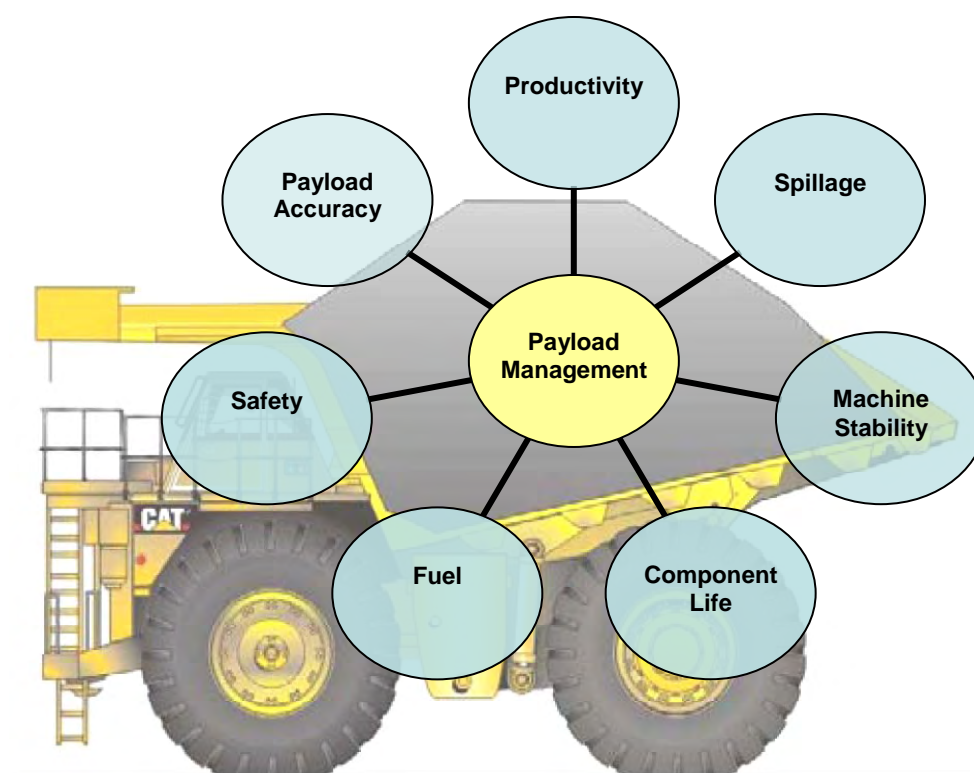 Productivity
Payload
Accuracy
Spillage
Payload
Management
Safety
Machine
Stability
Fuel
Component
Life
CAT